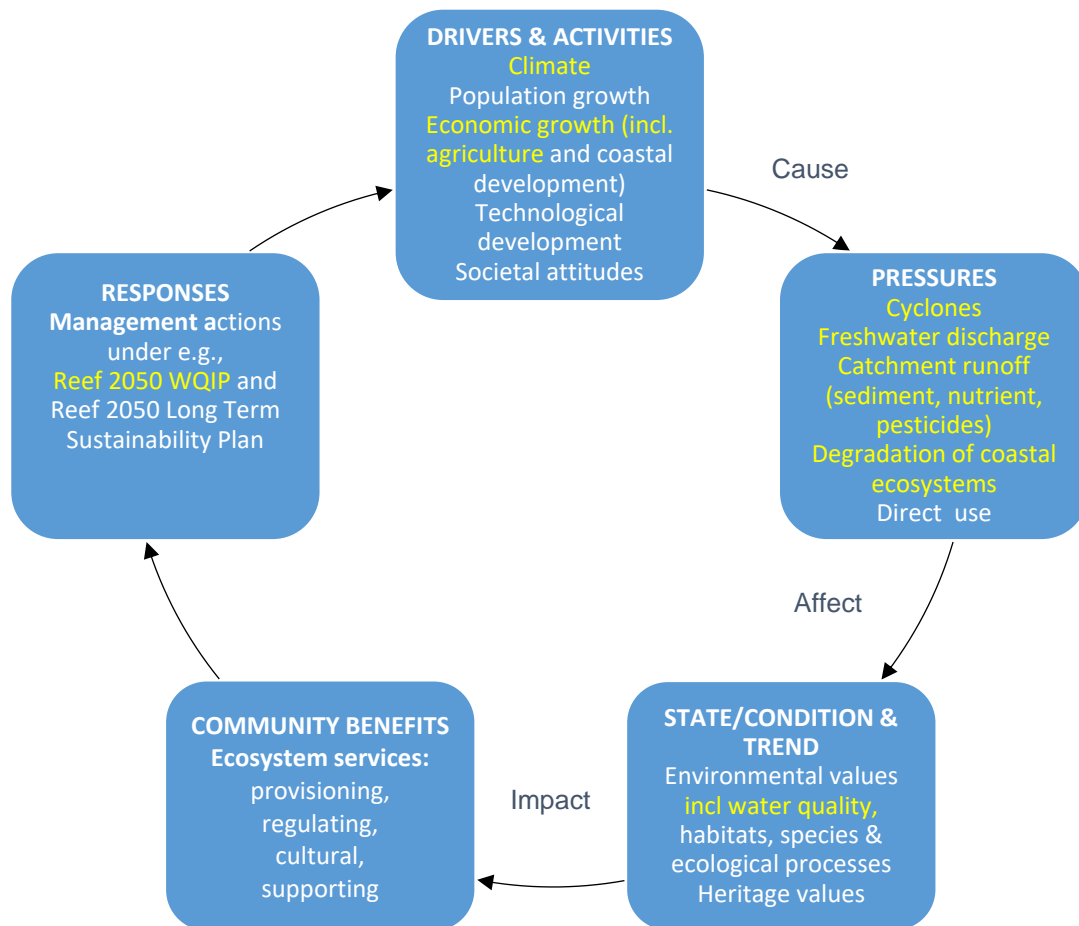 DRIVERS & ACTIVITIES
Climate
Population growth
Economic growth (incl.
agriculture and coastal
development)
Technological
development
Societal attitudes
Cause
PRESSURES
Cyclones
Freshwater discharge
Catchment runoff
(sediment, nutrient,
pesticides)
Degradation of coastal
ecosystems
Direct use
Affect
STATE/CONDITION &
TREND
Environmental values
incl water quality,
habitats, species &
ecological processes
Heritage values
Impact
COMMUNITY BENEFITS
Ecosystem services:
provisioning,
regulating,
cultural,
supporting
RESPONSES
Management actions
under e.g.,
Reef 2050 WQIP and
Reef 2050 Long Term
Sustainability Plan